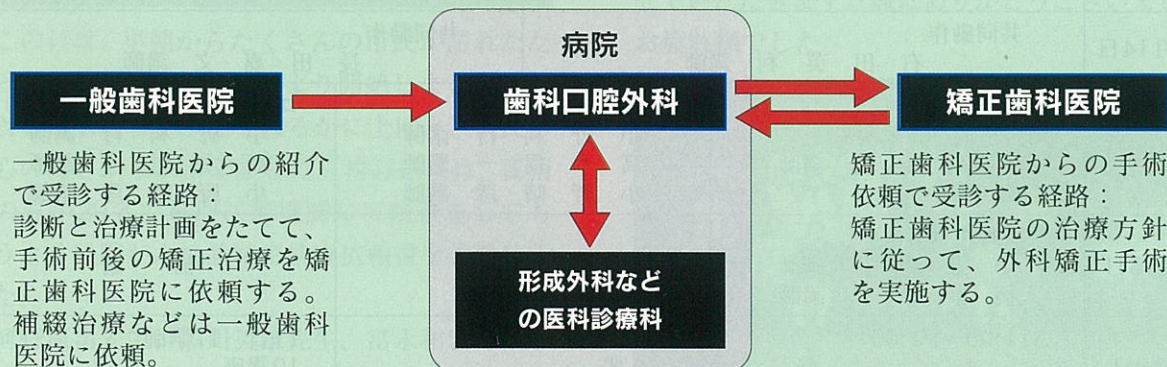 病院
一般歯科医院
歯科口腔外科
矯正歯科医院
一般歯科医院からの紹介
で受診する経路：
診断と治療計画をたてて、
手術前後の矯正治療を矯
正歯科医院に依頼する。
補綴治療などは一般歯科
医院に依頼。
形成外科など
の医科診療科
矯正歯科医院からの手術
依頼で受診する経路：
矯正歯科医院の治療方針
に従って、外科矯正手術
を実施する。